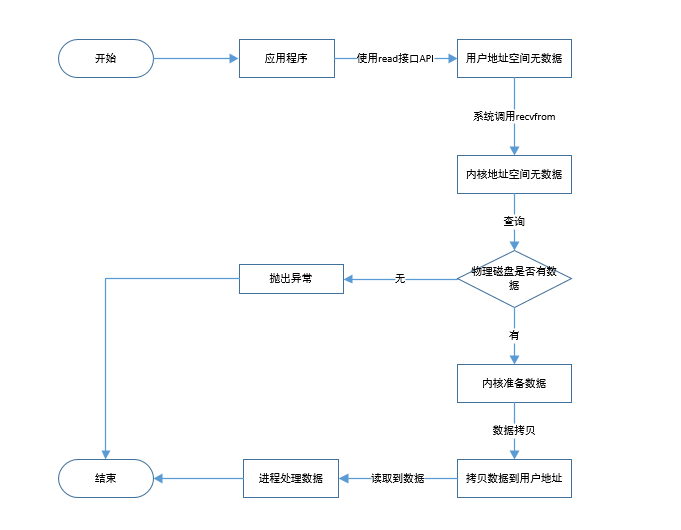 开始
应用程序
使用read接口API
用户地址空间无数据
系统调用recvfrom
内核地址空间无数据
查询
物理磁盘是否有数
据
无
抛出异常
有
内核准备数据
数据拷贝
拷贝数据到用户地址
读取到数据
进程处理数据
结束